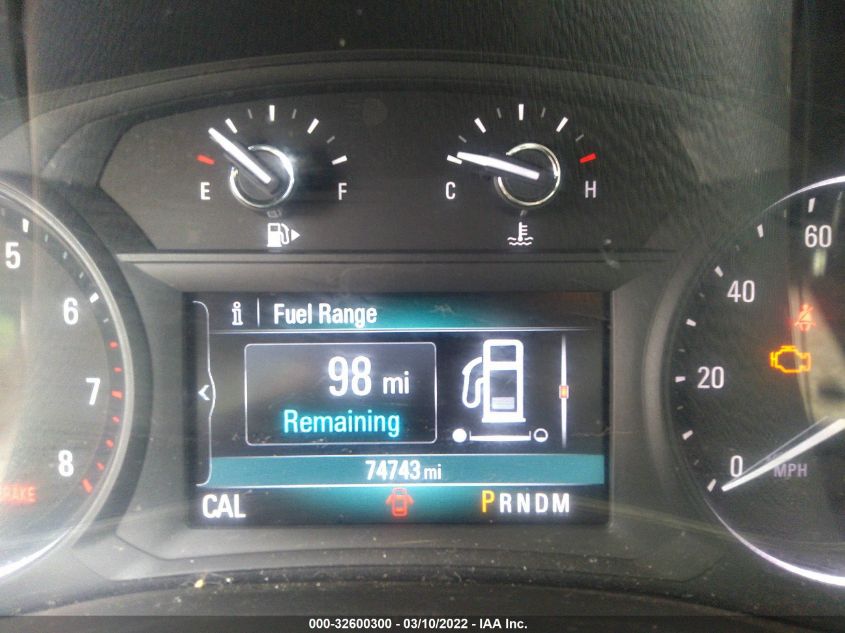 E F
C H
5
6
7
8
BRAKE
60
40
20
0
MPH
i | Fuel Range
98 mi
Remaining
74743 mi
CAL
PRNDM
000-32600300 - 03/10/2022 - IAA Inc.